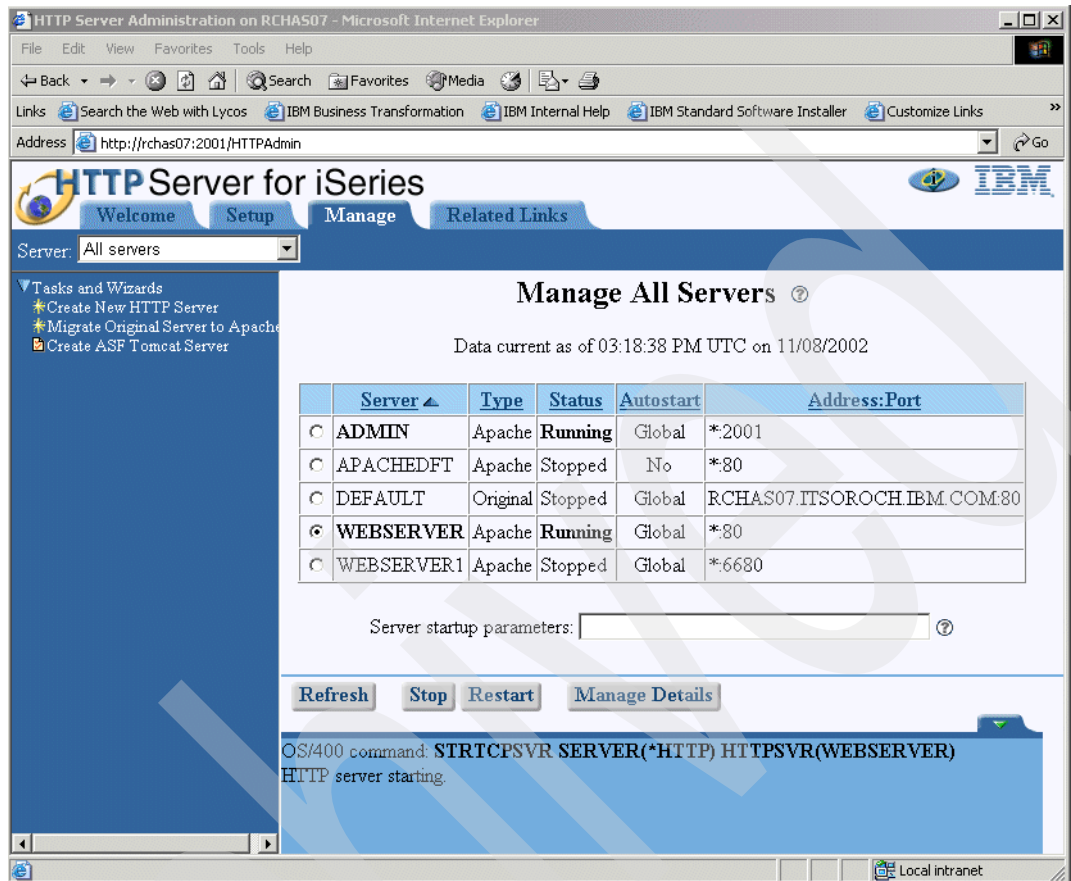 HTTP Server Administration on RCHAS07 - Microsoft Internet Explorer
File Edit View Favorites Tools Help
Back Search Favorites Media
Links Search the Web with Lycos IBM Business Transformation IBM Internal Help IBM Standard Software Installer Customize Links »
Address http://rchas07:2001/HTTPAdmin Go
HTTP Server for iSeries IBM
Welcome Setup Manage Related Links
Server: All servers
Tasks and Wizards
Create New HTTP Server
Migrate Original Server to Apache
Create ASF Tomcat Server
Manage All Servers ?
Data current as of 03:18:38 PM UTC on 11/08/2002
Server Type Status Autostart Address:Port
ADMIN Apache Running Global *:2001
APACHEDFT Apache Stopped No *:80
DEFAULT Original Stopped Global RCHAS07.ITSOROCH.IBM.COM:80
WEBSERVER Apache Running Global *:80
WEBSERVER1 Apache Stopped Global *:6680
Server startup parameters: ?
Refresh Stop Restart Manage Details
OS/400 command: STRTCPSVR SERVER(*HTTP) HTTPSVR(WEBSERVER)
HTTP server starting.
Local intranet